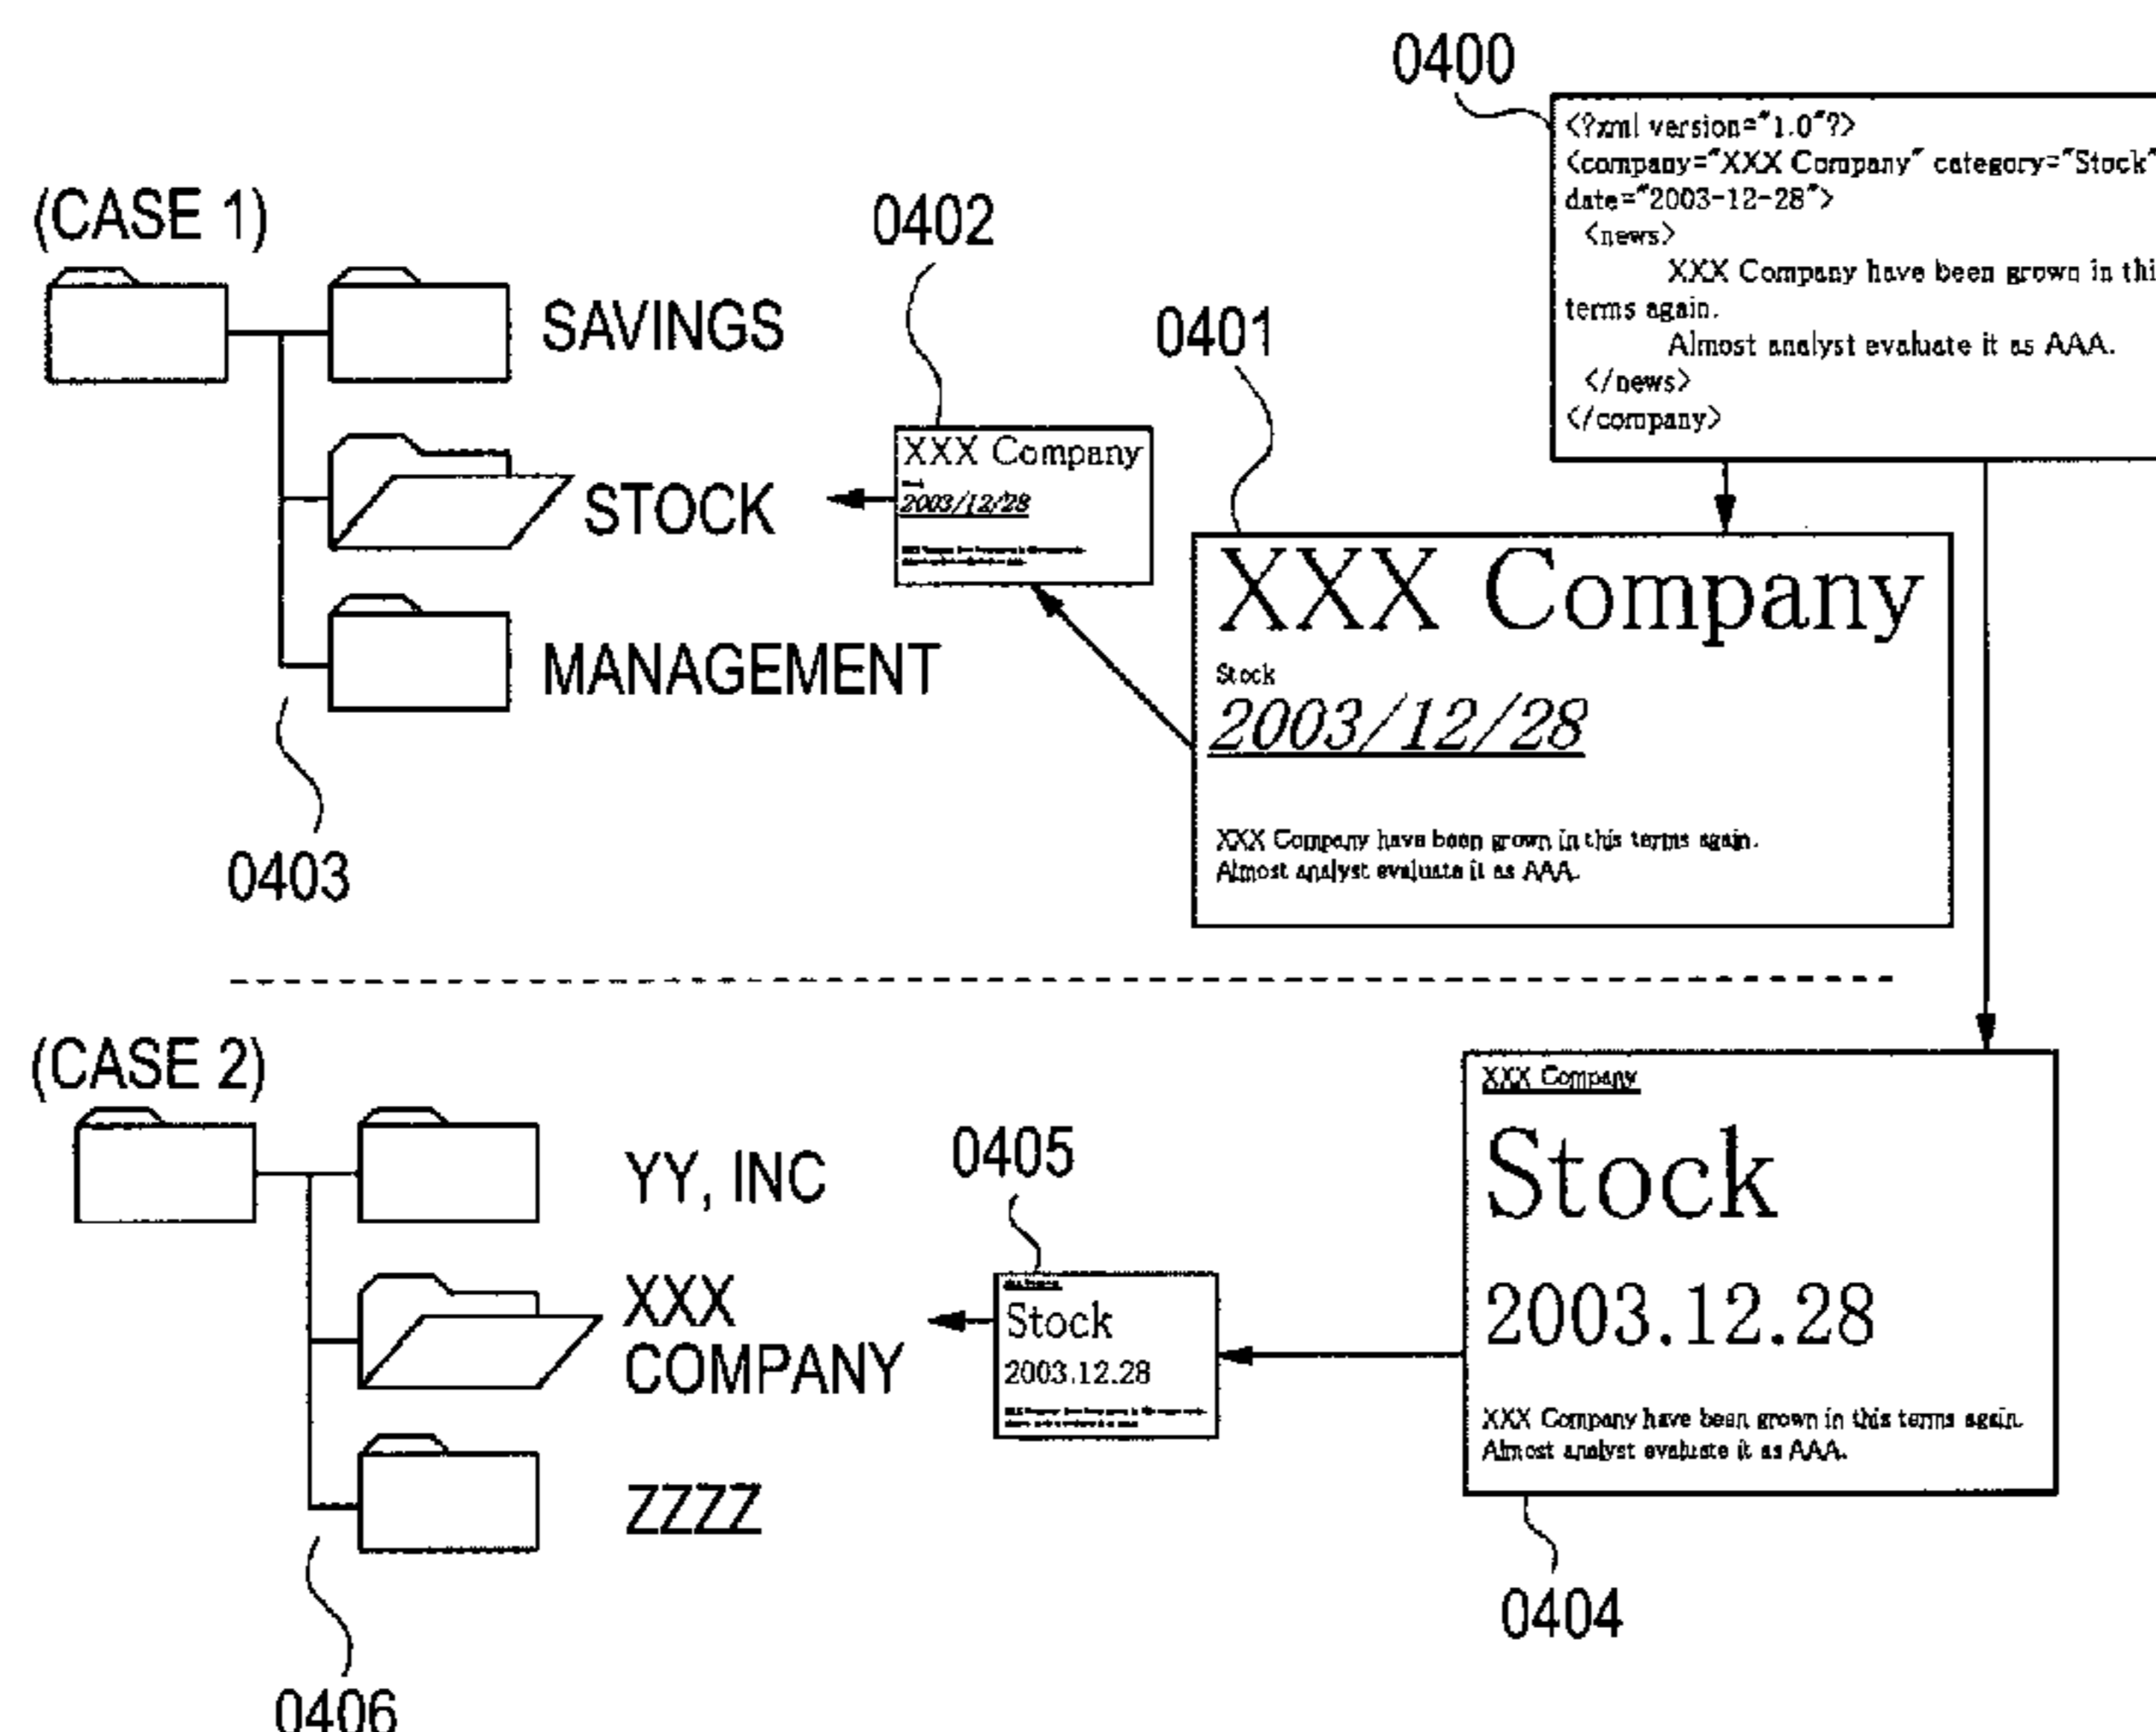 0400
<?xml version="1.0"?>
<company="XXX Company" category="Stock"
date="2003-12-28">
<news>
XXX Company have been grown in thi
terms again.
Almost analyst evaluate it as AAA.
</news>
</company>
(CASE 1)
SAVINGS
STOCK
MANAGEMENT
0403
0402
XXX Company
2003/12/28
0401
XXX Company
Stock
2003/12/28
XXX Company have been grown in this terms again.
Almost analyst evaluate it as AAA.
(CASE 2)
YY, INC
XXX
COMPANY
ZZZZ
0406
0405
Stock
2003.12.28
XXX Company
Stock
2003.12.28
XXX Company have been grown in this terms again.
Almost analyst evaluate it as AAA.
0404